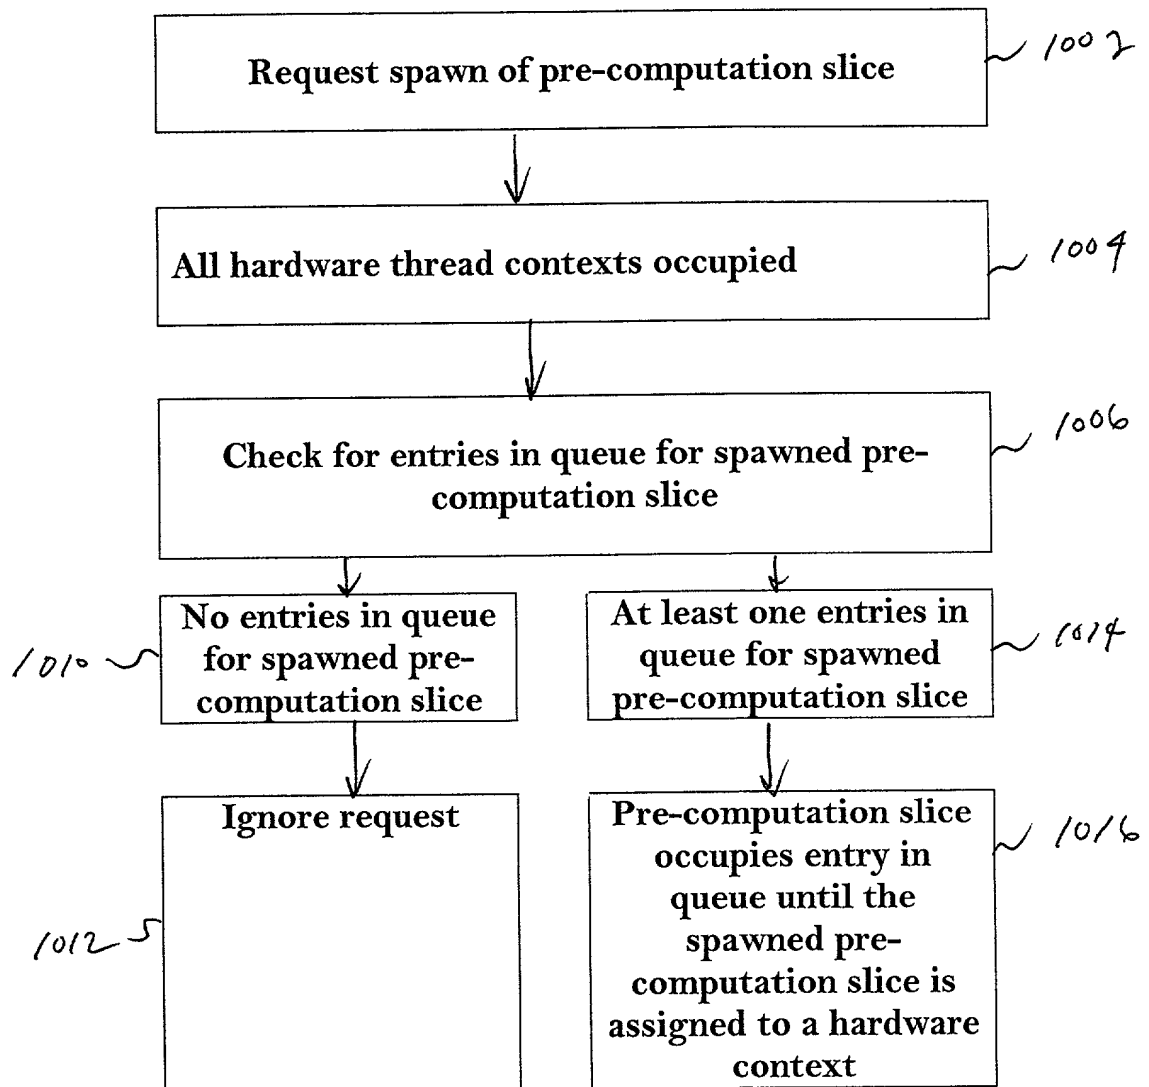 Request spawn of pre-computation slice
1002
All hardware thread contexts occupied
1004
Check for entries in queue for spawned pre-
computation slice
1006
No entries in queue
for spawned pre-
computation slice
1010
At least one entries in
queue for spawned
pre-computation slice
1014
Ignore request
1012
Pre-computation slice
occupies entry in
queue until the
spawned pre-
computation slice is
assigned to a hardware
context
1016